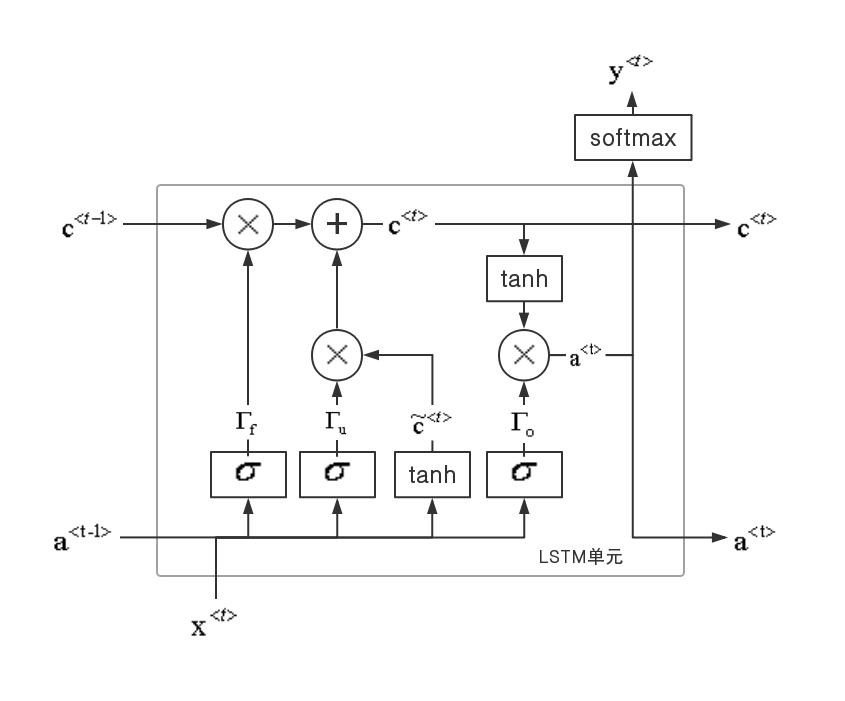 y<t>
softmax
c<t-1> × + c<t> c<t>
tanh
× × a<t>
Γf Γu c̃<t> Γo
σ σ tanh σ
a<t-1> a<t>
LSTM单元
x<t>